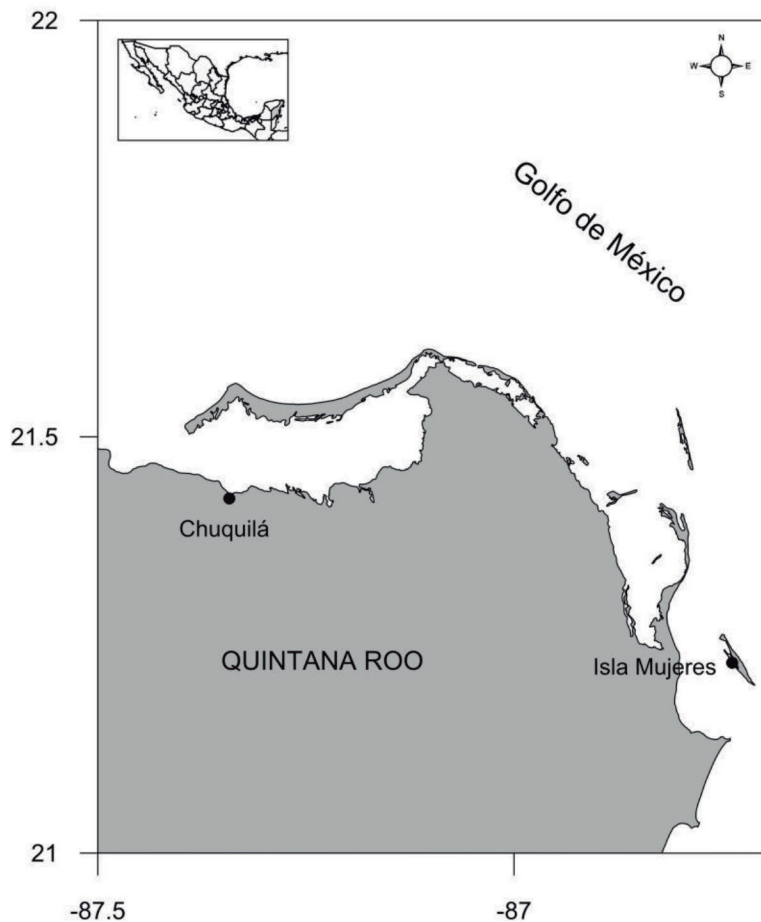 22
N
W E
S
Golfo de México
21.5
Chuquilá
QUINTANA ROO
Isla Mujeres
21
-87.5 -87